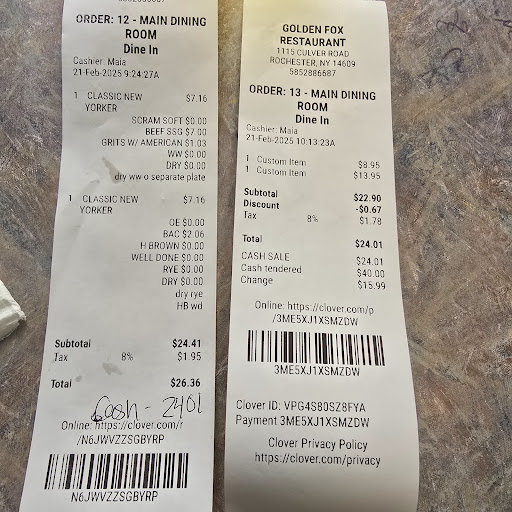 ORDER: 12 - MAIN DINING
ROOM
Dine In
Cashier: Maia
21-Feb-2025 9:24:27A
1 CLASSIC NEW YORKER $7.16
SCRAM SOFT $0.00
BEEF SSG $7.00
GRITS W/ AMERICAN $1.03
WW $0.00
DRY $0.00
dry ww o separate plate
1 CLASSIC NEW YORKER $7.16
OE $0.00
BAC $2.06
H BROWN $0.00
WELL DONE $0.00
RYE $0.00
DRY $0.00
dry rye
HB wd
Subtotal $24.41
Tax 8% $1.95
Total $26.36
Cash - 2401
Online: https://clover.com/r
/N6JWVZZSGBYRP
N6JWVZZSGBYRP
GOLDEN FOX
RESTAURANT
1115 CULVER ROAD
ROCHESTER, NY 14609
5852886687
ORDER: 13 - MAIN DINING
ROOM
Dine In
Cashier: Maia
21-Feb-2025 10:13:23A
1 Custom Item $8.95
1 Custom Item $13.95
Subtotal $22.90
Discount -$0.67
Tax 8% $1.78
Total $24.01
CASH SALE $24.01
Cash tendered $40.00
Change $15.99
Online: https://clover.com/p
/3ME5XJ1XSMZDW
3ME5XJ1XSMZDW
Clover ID: VPG4S80SZ8FYA
Payment 3ME5XJ1XSMZDW
Clover Privacy Policy
https://clover.com/privacy